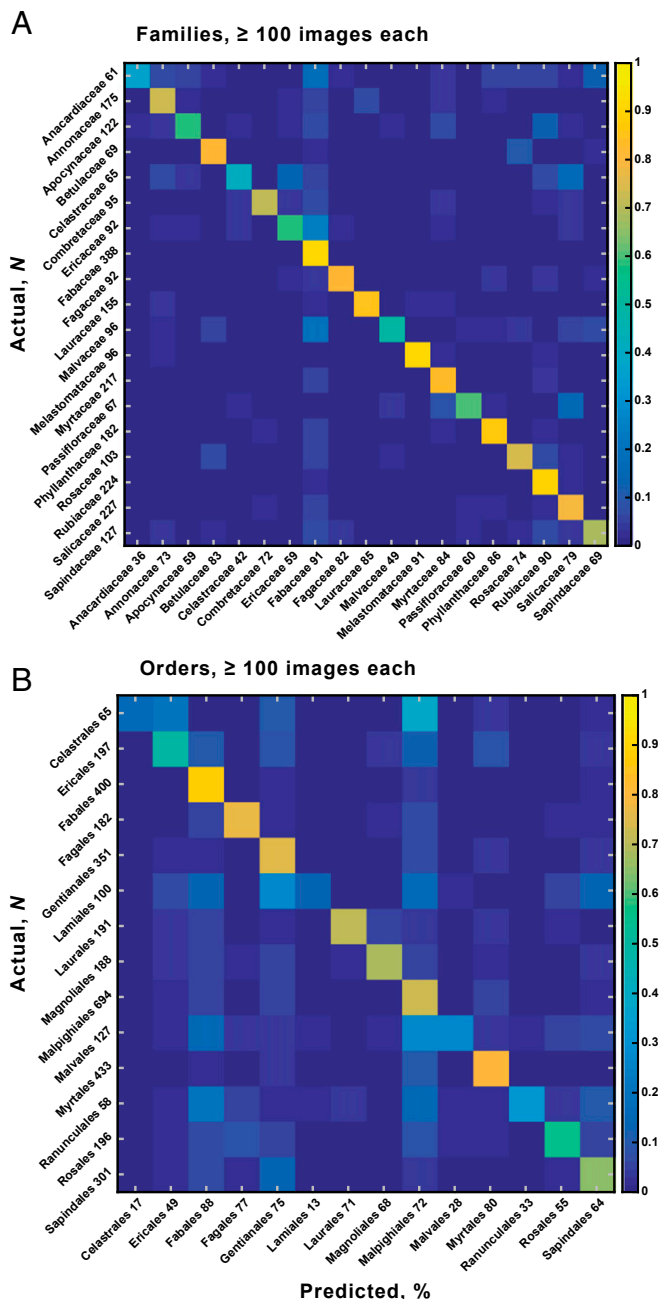 A
Families, ≥ 100 images each
Actual, N
Anacardiaceae 61
Annonaceae 175
Apocynaceae 122
Betulaceae 69
Celastraceae 65
Combretaceae 95
Ericaceae 92
Fabaceae 388
Fagaceae 92
Lauraceae 155
Malvaceae 96
Melastomataceae 96
Myrtaceae 217
Passifloraceae 67
Phyllanthaceae 182
Rosaceae 103
Rubiaceae 224
Salicaceae 227
Sapindaceae 127
Anacardiaceae 36
Annonaceae 73
Apocynaceae 59
Betulaceae 83
Celastraceae 42
Combretaceae 72
Ericaceae 59
Fabaceae 91
Fagaceae 82
Lauraceae 85
Malvaceae 49
Melastomataceae 91
Myrtaceae 84
Passifloraceae 60
Phyllanthaceae 86
Rosaceae 74
Rubiaceae 90
Salicaceae 79
Sapindaceae 69
1
0.9
0.8
0.7
0.6
0.5
0.4
0.3
0.2
0.1
0
B
Orders, ≥ 100 images each
Actual, N
Celastrales 65
Ericales 197
Fabales 400
Fagales 182
Gentianales 351
Lamiales 100
Laurales 191
Magnoliales 188
Malpighiales 694
Malvales 127
Myrtales 433
Ranunculales 58
Rosales 196
Sapindales 301
Celastrales 17
Ericales 49
Fabales 88
Fagales 77
Gentianales 75
Lamiales 13
Laurales 71
Magnoliales 68
Malpighiales 72
Malvales 28
Myrtales 80
Ranunculales 33
Rosales 55
Sapindales 64
1
0.9
0.8
0.7
0.6
0.5
0.4
0.3
0.2
0.1
0
Predicted, %